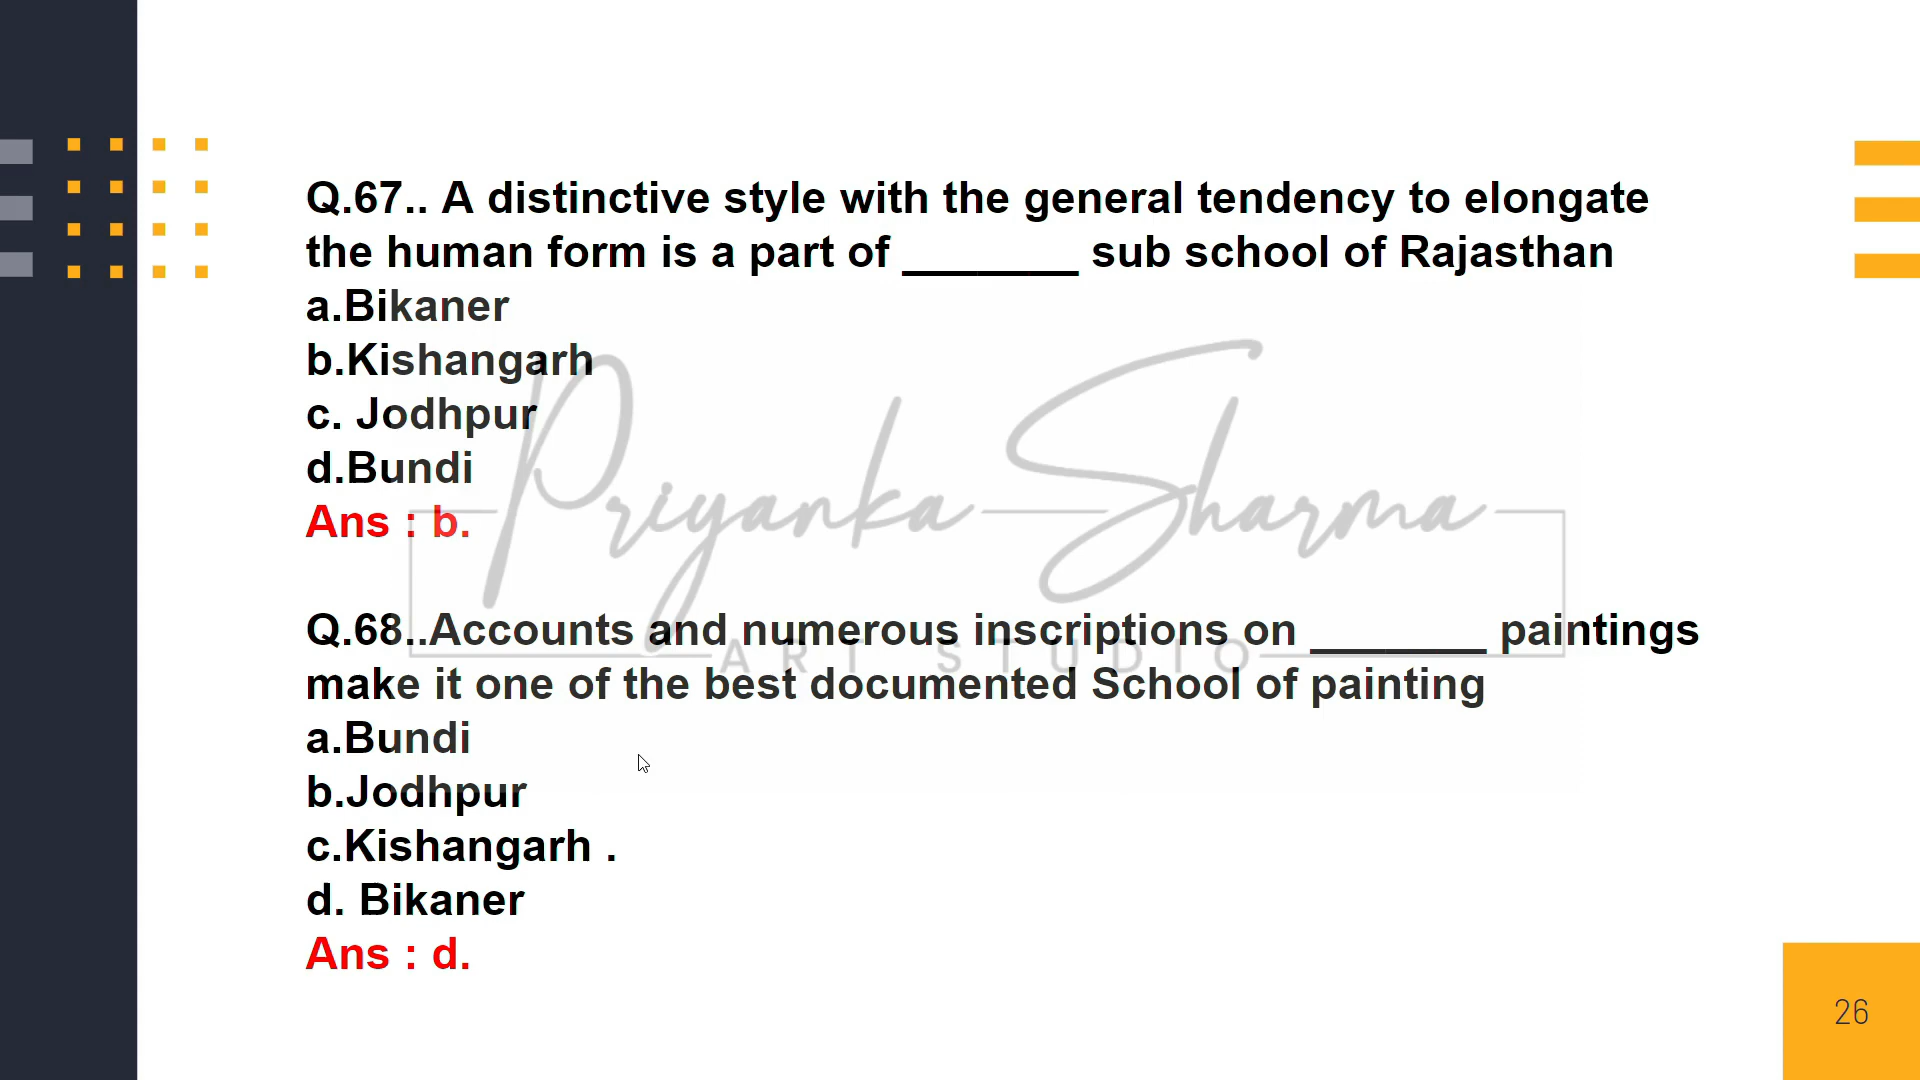 Q.67.. A distinctive style with the general tendency to elongate
the human form is a part of _______ sub school of Rajasthan
a.Bikaner
b.Kishangarh
c. Jodhpur
d.Bundi
Ans : b.
Priyanka Sharma
ART STUDIO
Q.68..Accounts and numerous inscriptions on _______ paintings
make it one of the best documented School of painting
a.Bundi
b.Jodhpur
c.Kishangarh .
d. Bikaner
Ans : d.
26